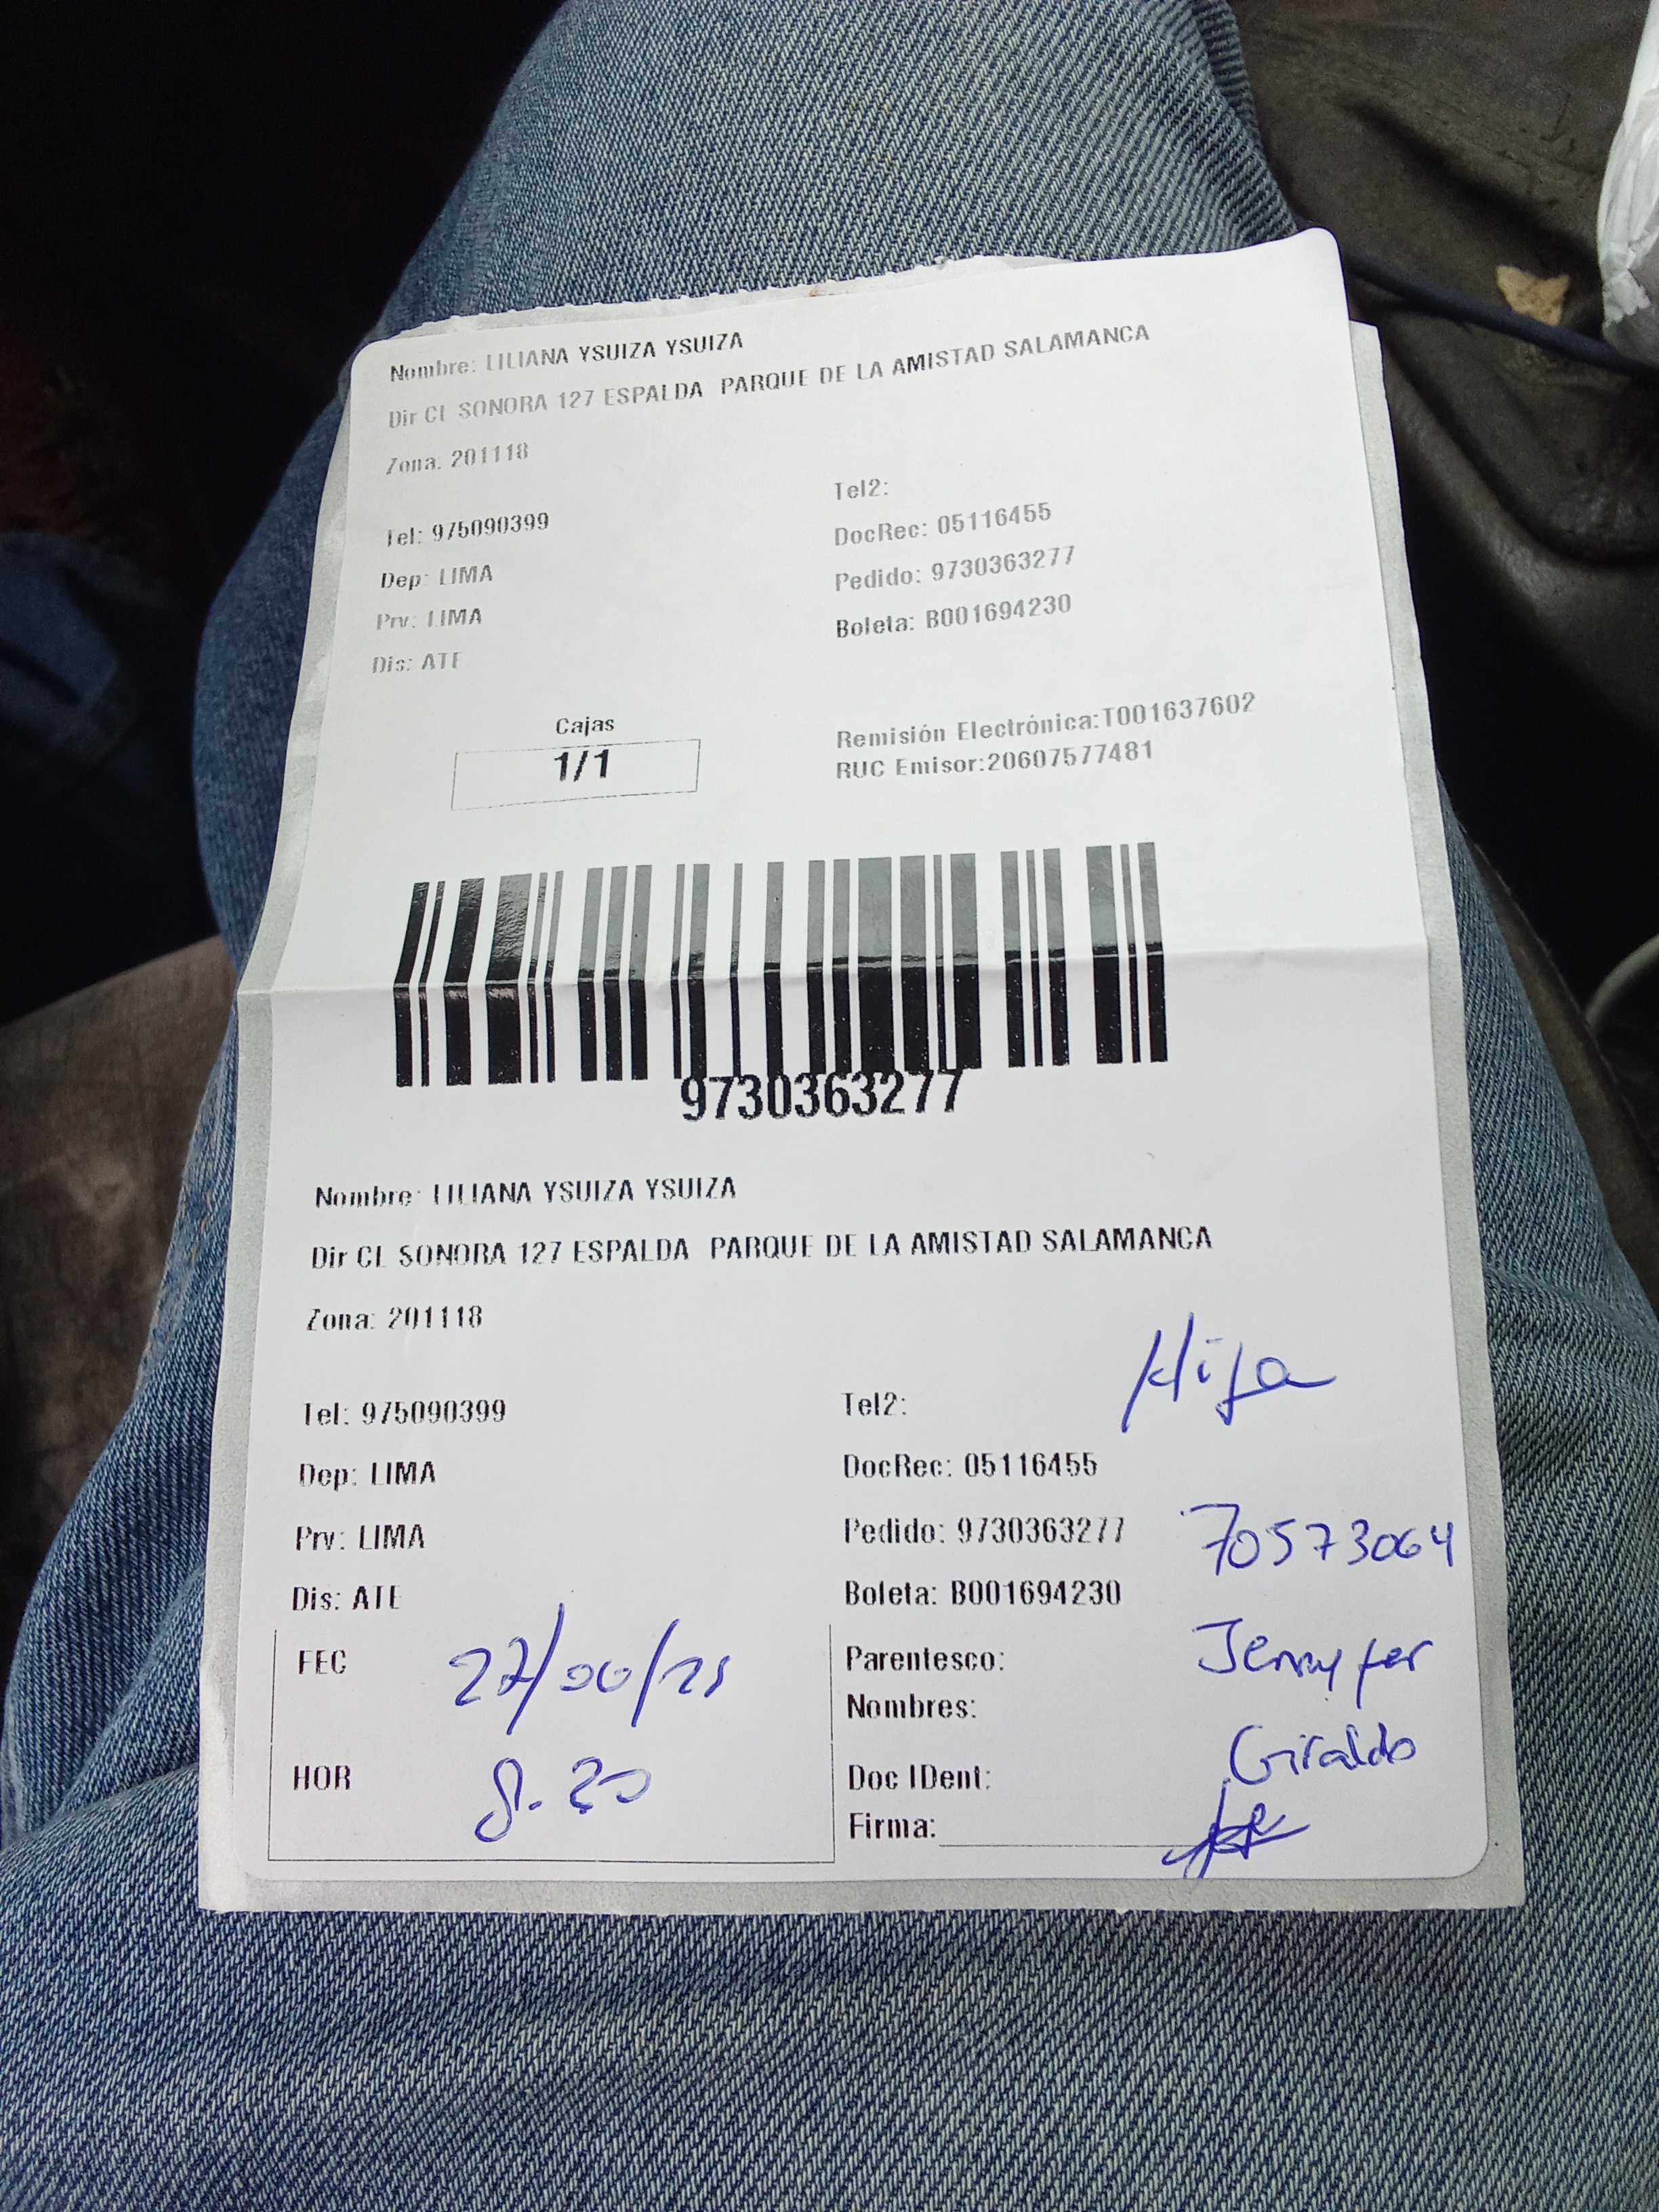 Nombre: LILIANA YSUIZA YSUIZA
Dir CL SONORA 127 ESPALDA PARQUE DE LA AMISTAD SALAMANCA
Zona: 201118
Tel2:
Tel: 975090399
DocRec: 05116455
Dep: LIMA
Pedido: 9730363277
Prv: LIMA
Boleta: B001694230
Dis: ATE
Cajas
1/1
Remisión Electrónica:T001637602
RUC Emisor:20607577481
9730363277
Nombre: LILIANA YSUIZA YSUIZA
Dir CL SONORA 127 ESPALDA PARQUE DE LA AMISTAD SALAMANCA
Zona: 201118
Hija
Tel: 975090399
Tel2:
Dep: LIMA
DocRec: 05116455
Prv: LIMA
Pedido: 9730363277
70573064
Dis: ATE
Boleta: B001694230
FEC
Parentesco:
Jennyfer
Nombres:
Giraldo
HOR
Doc IDent:
Firma: